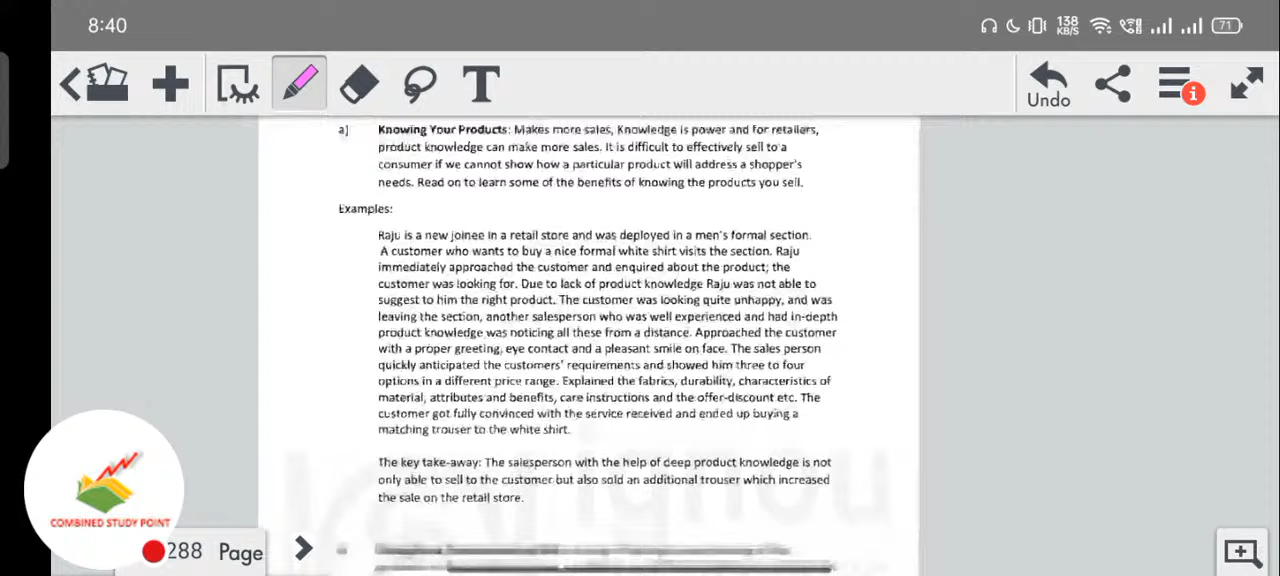 8:40
138
KB/S
71
T
Undo
a) Knowing Your Products: Makes more sales, Knowledge is power and for retailers,
product knowledge can make more sales. It is difficult to effectively sell to a
consumer if we cannot show how a particular product will address a shopper's
needs. Read on to learn some of the benefits of knowing the products you sell.
Examples:
Raju is a new joinee in a retail store and was deployed in a men's formal section.
A customer who wants to buy a nice formal white shirt visits the section. Raju
immediately approached the customer and enquired about the product; the
customer was looking for. Due to lack of product knowledge Raju was not able to
suggest to him the right product. The customer was looking quite unhappy, and was
leaving the section, another salesperson who was well experienced and had in-depth
product knowledge was noticing all these from a distance. Approached the customer
with a proper greeting, eye contact and a pleasant smile on face. The sales person
quickly anticipated the customers' requirements and showed him three to four
options in a different price range. Explained the fabrics, durability, characteristics of
material, attributes and benefits, care instructions and the offer-discount etc. The
customer got fully convinced with the service received and ended up buying a
matching trouser to the white shirt.
The key take-away: The salesperson with the help of deep product knowledge is not
only able to sell to the customer but also sold an additional trouser which increased
the sale on the retail store.
ignou
COMBINED STUDY POINT
288 Page